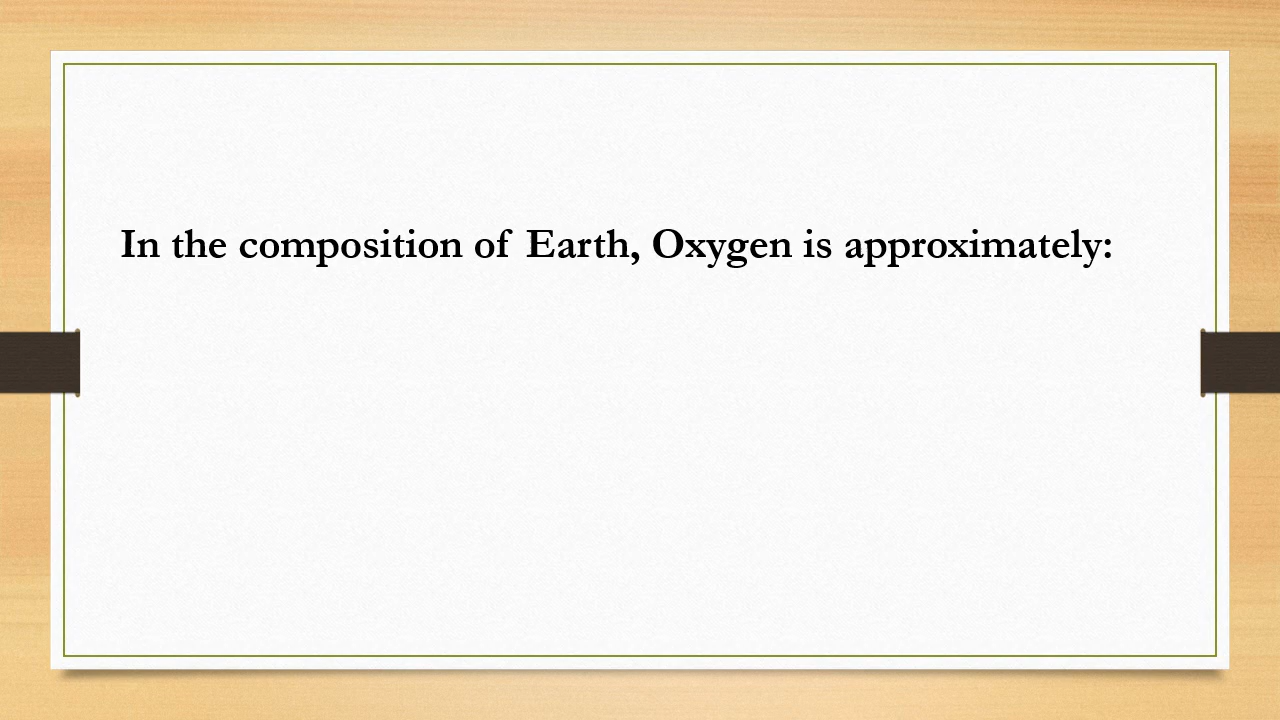 In the composition of Earth, Oxygen is approximately: